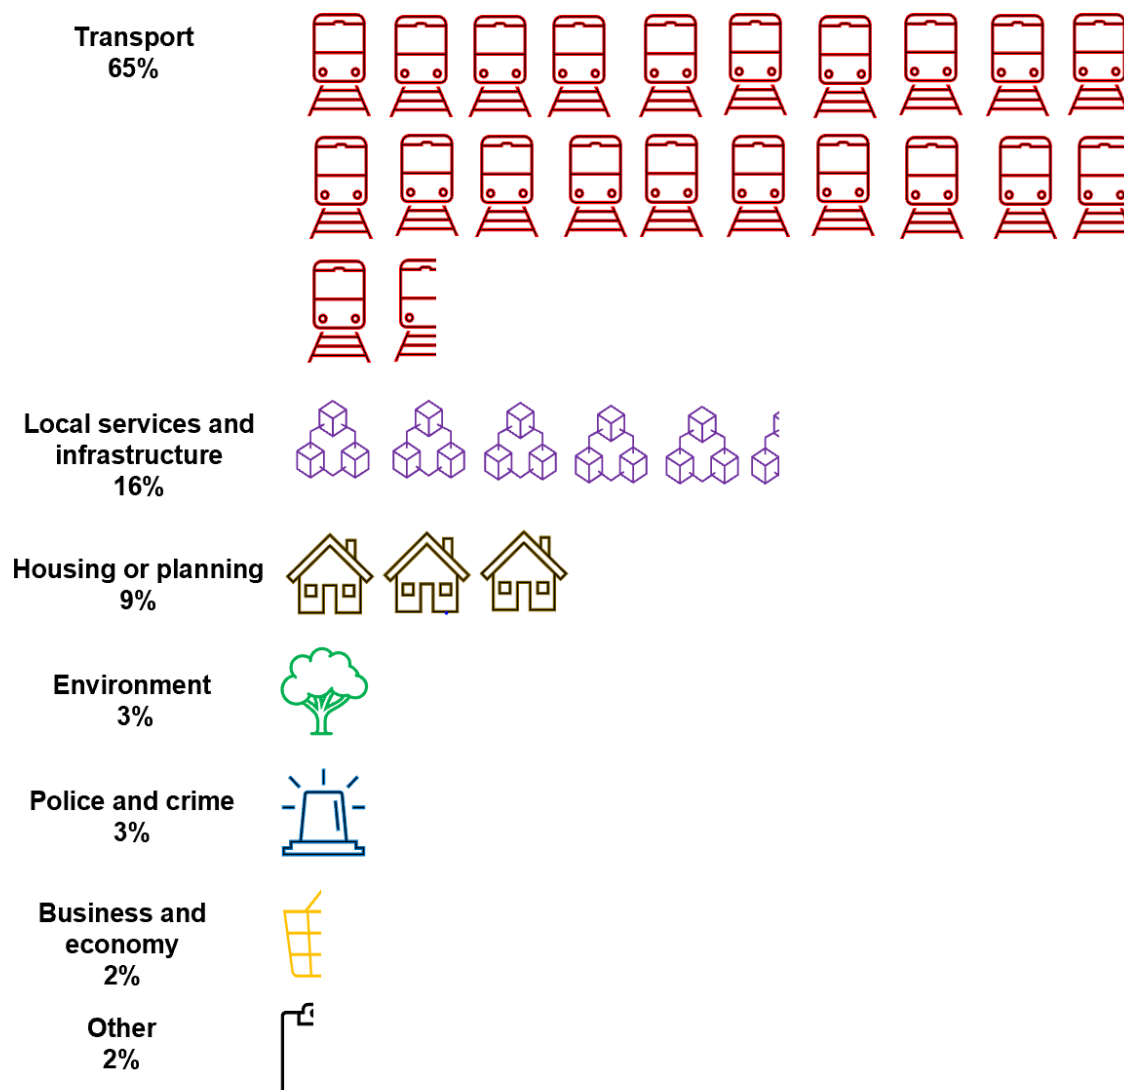 Transport
65%
Local services and
infrastructure
16%
Housing or planning
9%
Environment
3%
Police and crime
3%
Business and
economy
2%
Other
2%